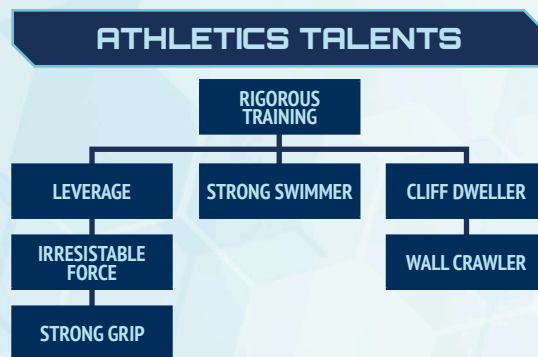 ATHLETICS TALENTS
RIGOROUS
TRAINING
LEVERAGE
STRONG SWIMMER
CLIFF DWELLER
IRRESISTABLE
FORCE
WALL CRAWLER
STRONG GRIP